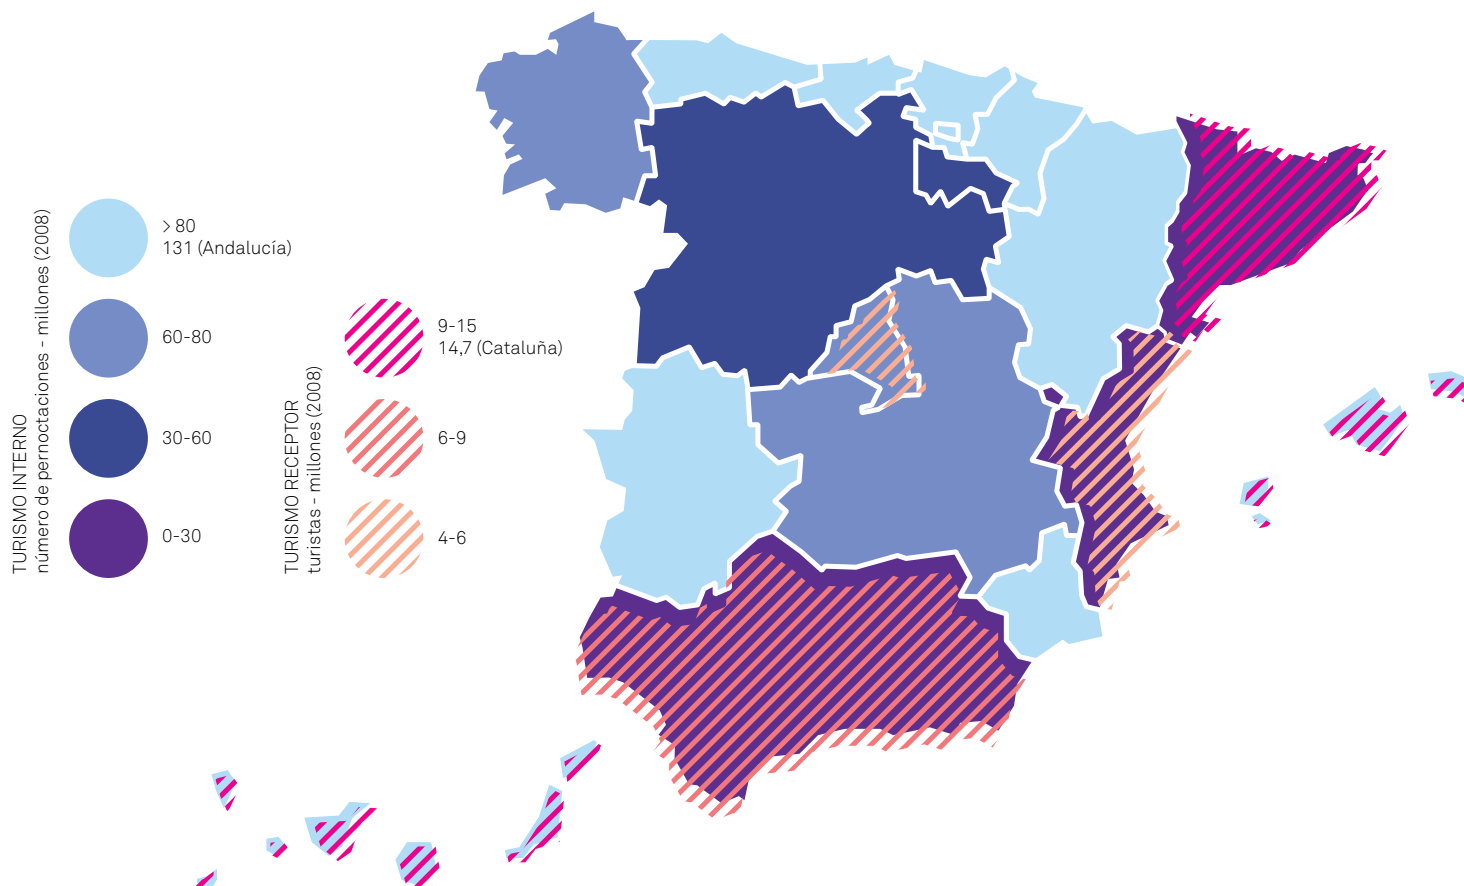 TURISMO INTERNO
número de pernoctaciones - millones (2008)
> 80
131 (Andalucía)
60-80
30-60
0-30
TURISMO RECEPTOR
turistas - millones (2008)
9-15
14,7 (Cataluña)
6-9
4-6